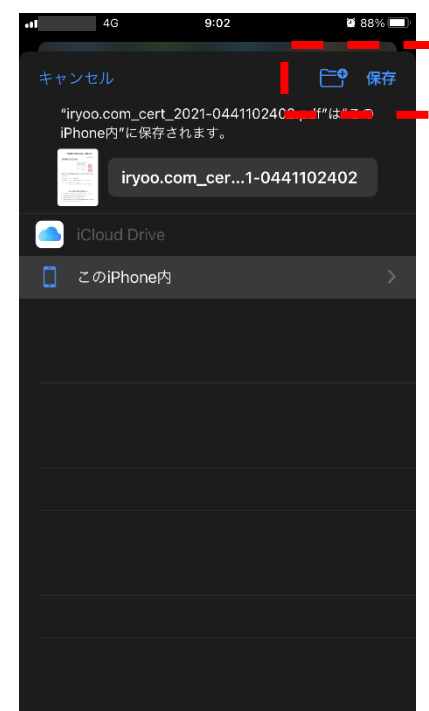 4G 9:02 88%
キャンセル 保存
"iryoo.com_cert_2021-0441102402.pdf"は"この
iPhone内"に保存されます。
iryoo.com_cer...1-0441102402
iCloud Drive
このiPhone内